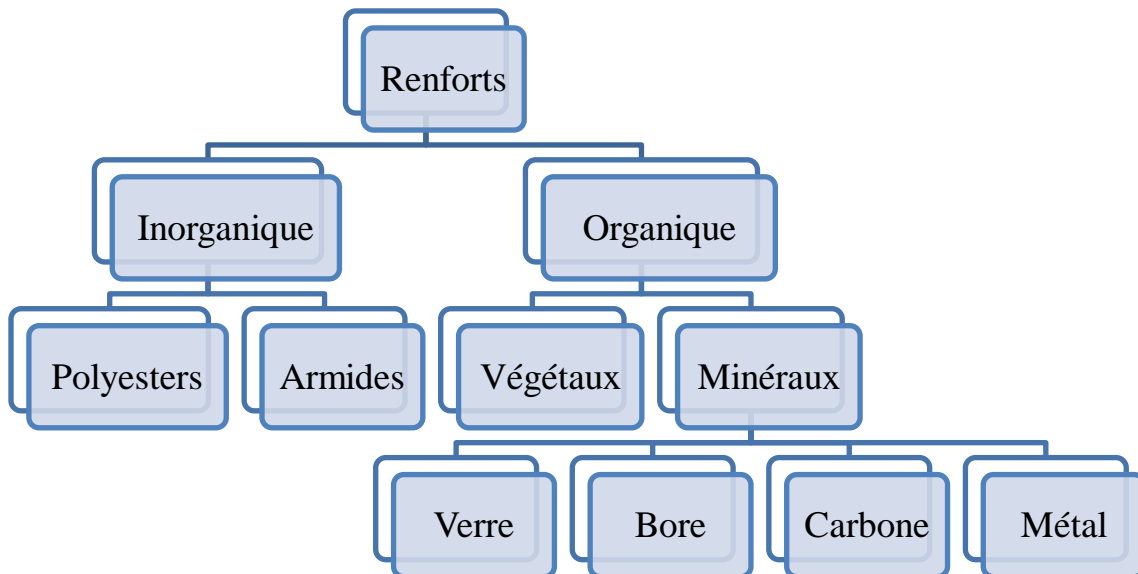 Renforts
Inorganique
Organique
Polyesters
Armides
Végétaux
Minéraux
Verre
Bore
Carbone
Métal